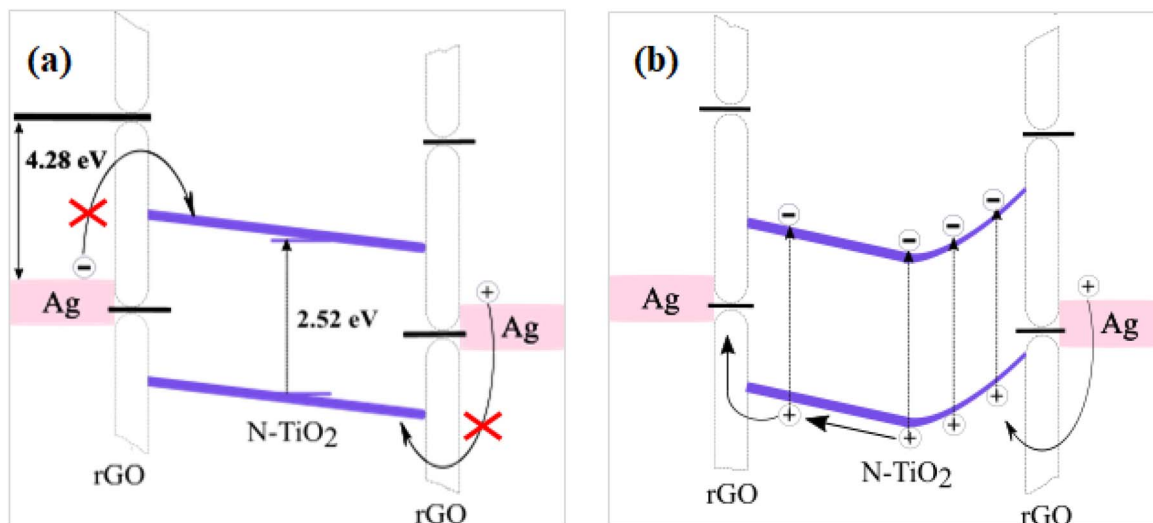 (a)
4.28 eV
−
Ag
2.52 eV
+
Ag
N-TiO₂
rGO
rGO
(b)
− − − −
Ag
+
Ag
+ + + +
N-TiO₂
rGO
rGO